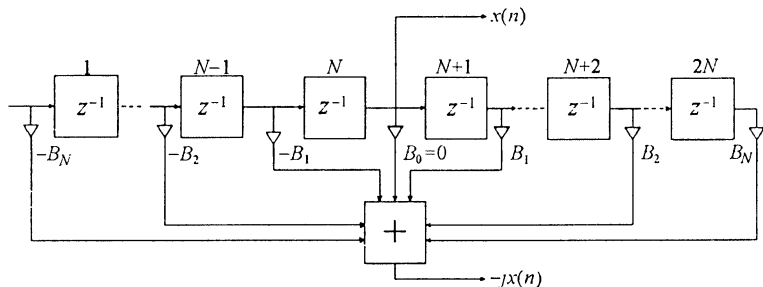 x(n)
1 N−1 N N+1 N+2 2N
z⁻¹ z⁻¹ z⁻¹ z⁻¹ z⁻¹ z⁻¹
−B_N −B_2 −B_1 B_0=0 B_1 B_2 B_N
+
−jx(n)